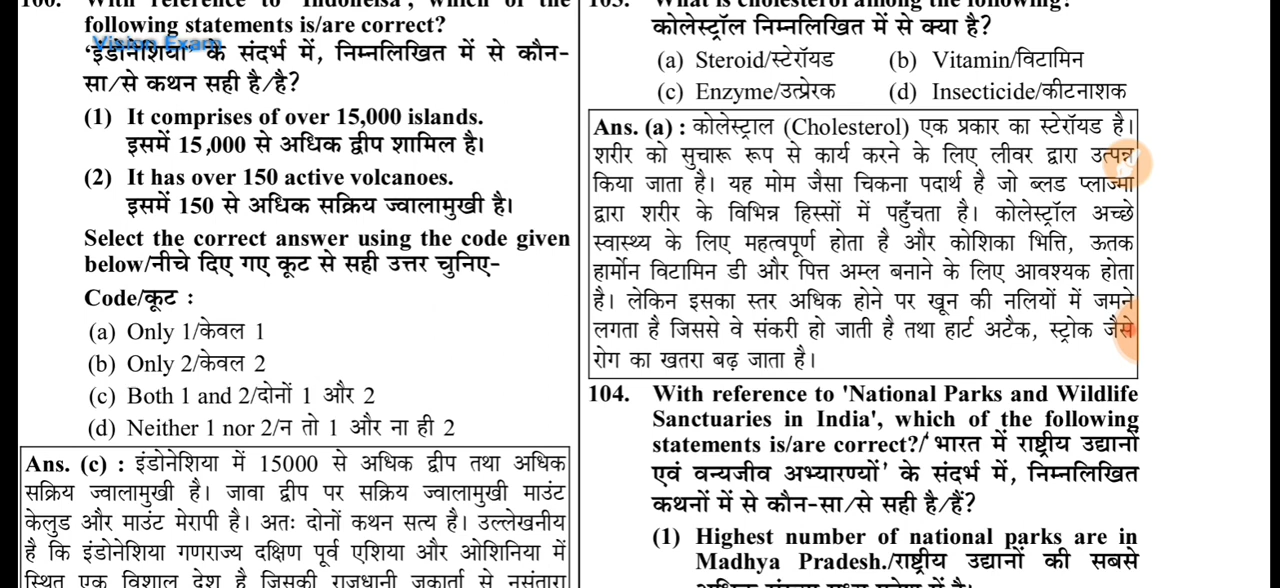 100. With reference to 'Indonesia', which of the
following statements is/are correct?
Vision Exam
'इंडोनेशिया' के संदर्भ में, निम्नलिखित में से कौन-
सा/से कथन सही है/है?
(1) It comprises of over 15,000 islands.
इसमें 15,000 से अधिक द्वीप शामिल है।
(2) It has over 150 active volcanoes.
इसमें 150 से अधिक सक्रिय ज्वालामुखी है।
Select the correct answer using the code given
below/नीचे दिए गए कूट से सही उत्तर चुनिए-
Code/कूट :
(a) Only 1/केवल 1
(b) Only 2/केवल 2
(c) Both 1 and 2/दोनों 1 और 2
(d) Neither 1 nor 2/न तो 1 और ना ही 2
Ans. (c) : इंडोनेशिया में 15000 से अधिक द्वीप तथा अधिक
सक्रिय ज्वालामुखी है। जावा द्वीप पर सक्रिय ज्वालामुखी माउंट
केलुड और माउंट मेरापी है। अतः दोनों कथन सत्य है। उल्लेखनीय
है कि इंडोनेशिया गणराज्य दक्षिण पूर्व एशिया और ओशिनिया में
स्थित एक विशाल देश है जिसकी राजधानी जकार्ता से नुसंतारा
103. What is cholesterol among the following?
कोलेस्ट्रॉल निम्नलिखित में से क्या है?
(a) Steroid/स्टेरॉयड (b) Vitamin/विटामिन
(c) Enzyme/उत्प्रेरक (d) Insecticide/कीटनाशक
Ans. (a) : कोलेस्ट्राल (Cholesterol) एक प्रकार का स्टेरॉयड है।
शरीर को सुचारू रूप से कार्य करने के लिए लीवर द्वारा उत्पन्न
किया जाता है। यह मोम जैसा चिकना पदार्थ है जो ब्लड प्लाज्मा
द्वारा शरीर के विभिन्न हिस्सों में पहुँचता है। कोलेस्ट्रॉल अच्छे
स्वास्थ्य के लिए महत्वपूर्ण होता है और कोशिका भित्ति, ऊतक
हार्मोन विटामिन डी और पित्त अम्ल बनाने के लिए आवश्यक होता
है। लेकिन इसका स्तर अधिक होने पर खून की नलियों में जमने
लगता है जिससे वे संकरी हो जाती है तथा हार्ट अटैक, स्ट्रोक जैसे
रोग का खतरा बढ़ जाता है।
104. With reference to 'National Parks and Wildlife
Sanctuaries in India', which of the following
statements is/are correct?/'भारत में राष्ट्रीय उद्यानों
एवं वन्यजीव अभ्यारण्यों' के संदर्भ में, निम्नलिखित
कथनों में से कौन-सा/से सही है/हैं?
(1) Highest number of national parks are in
Madhya Pradesh./राष्ट्रीय उद्यानों की सबसे